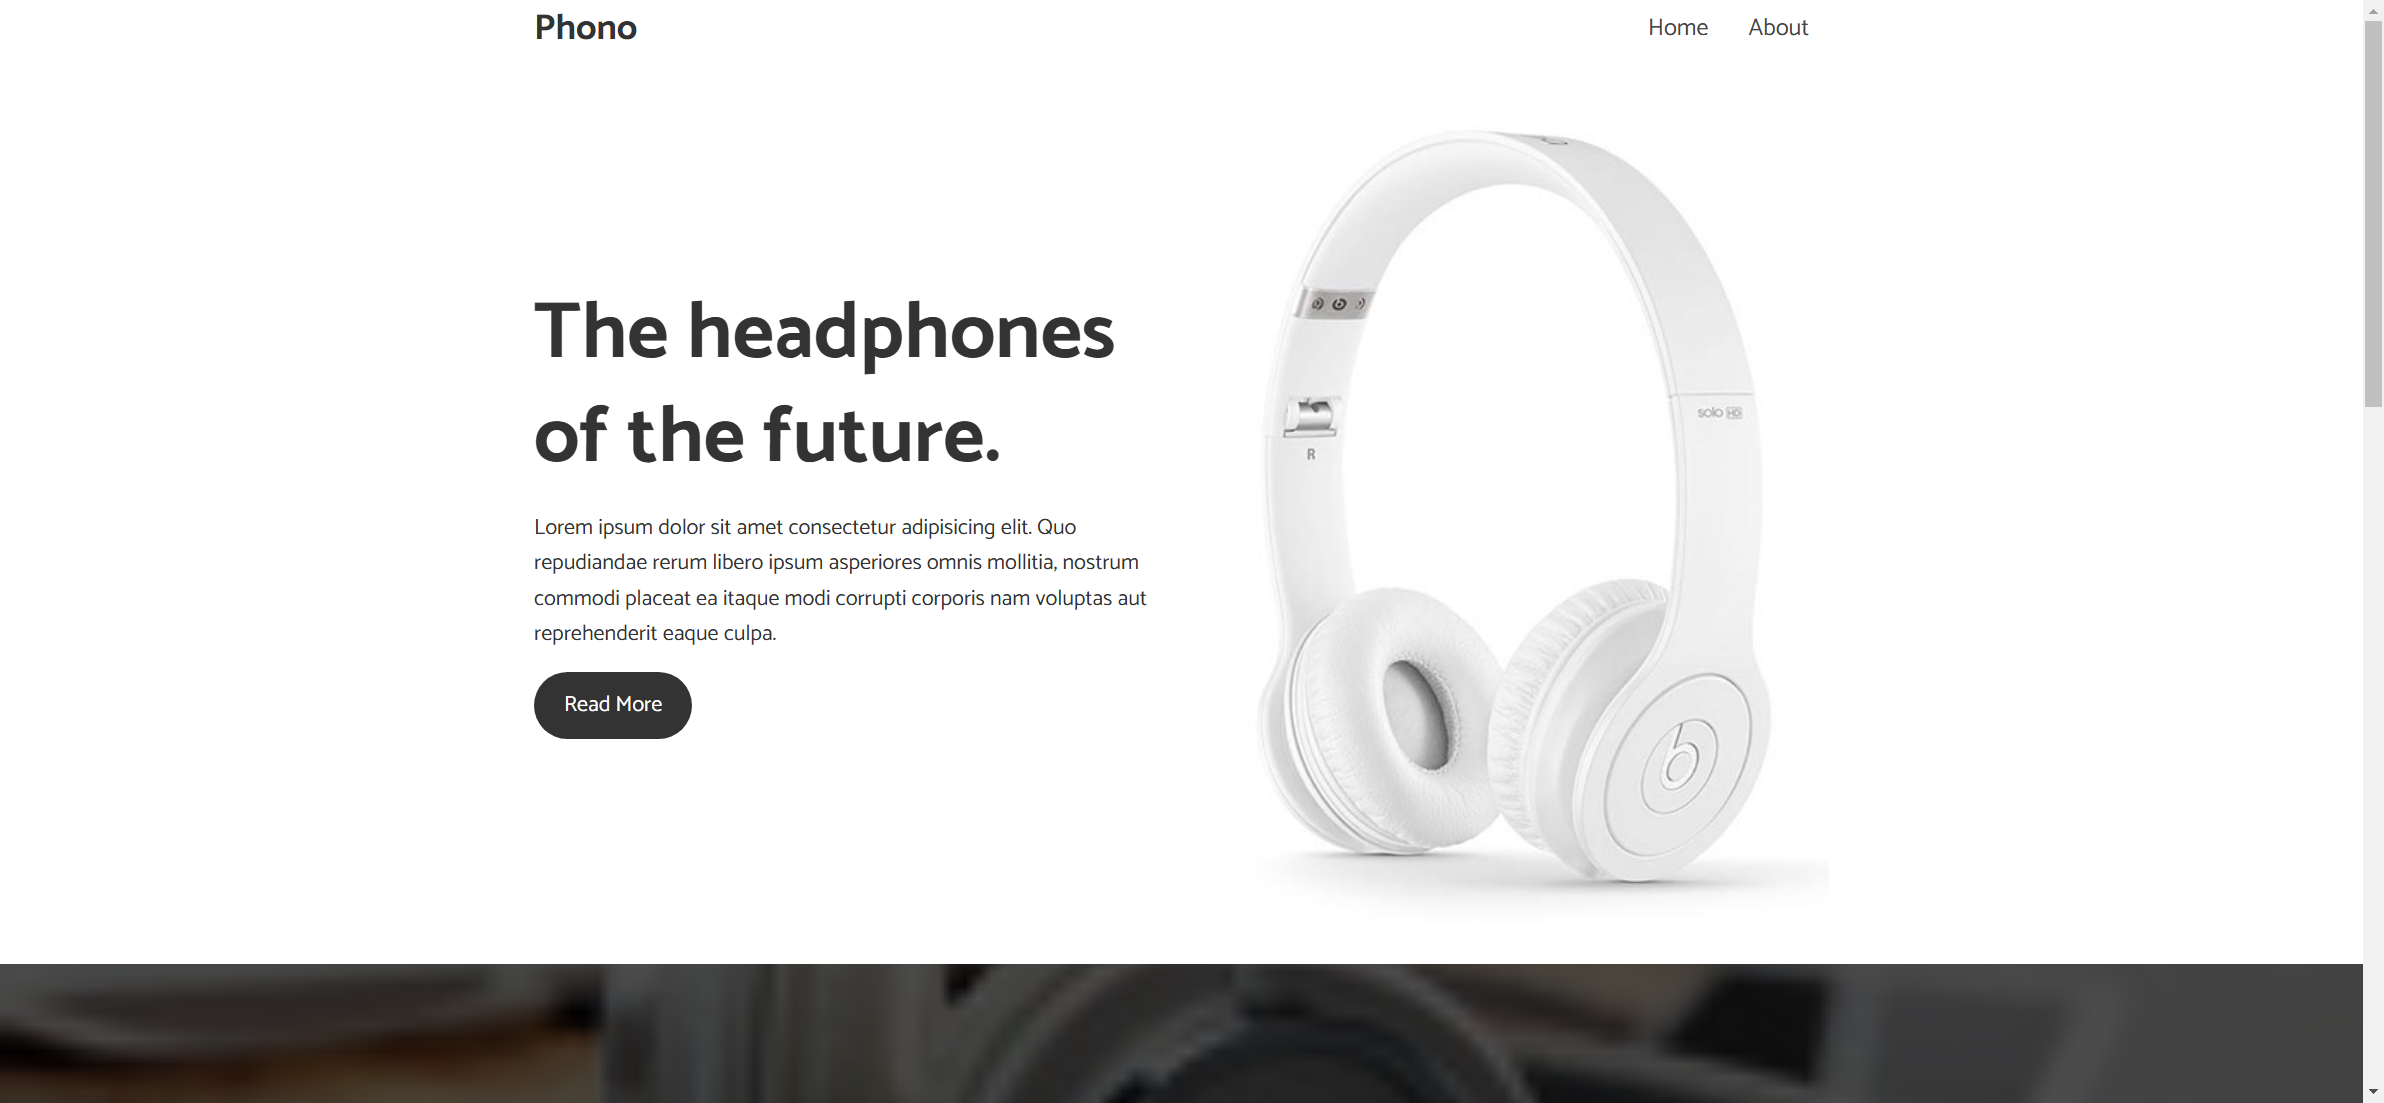 Phono
Home About
The headphones
of the future.
Lorem ipsum dolor sit amet consectetur adipisicing elit. Quo
repudiandae rerum libero ipsum asperiores omnis mollitia, nostrum
commodi placeat ea itaque modi corrupti corporis nam voluptas aut
reprehenderit eaque culpa.
Read More
solo HD
R
b